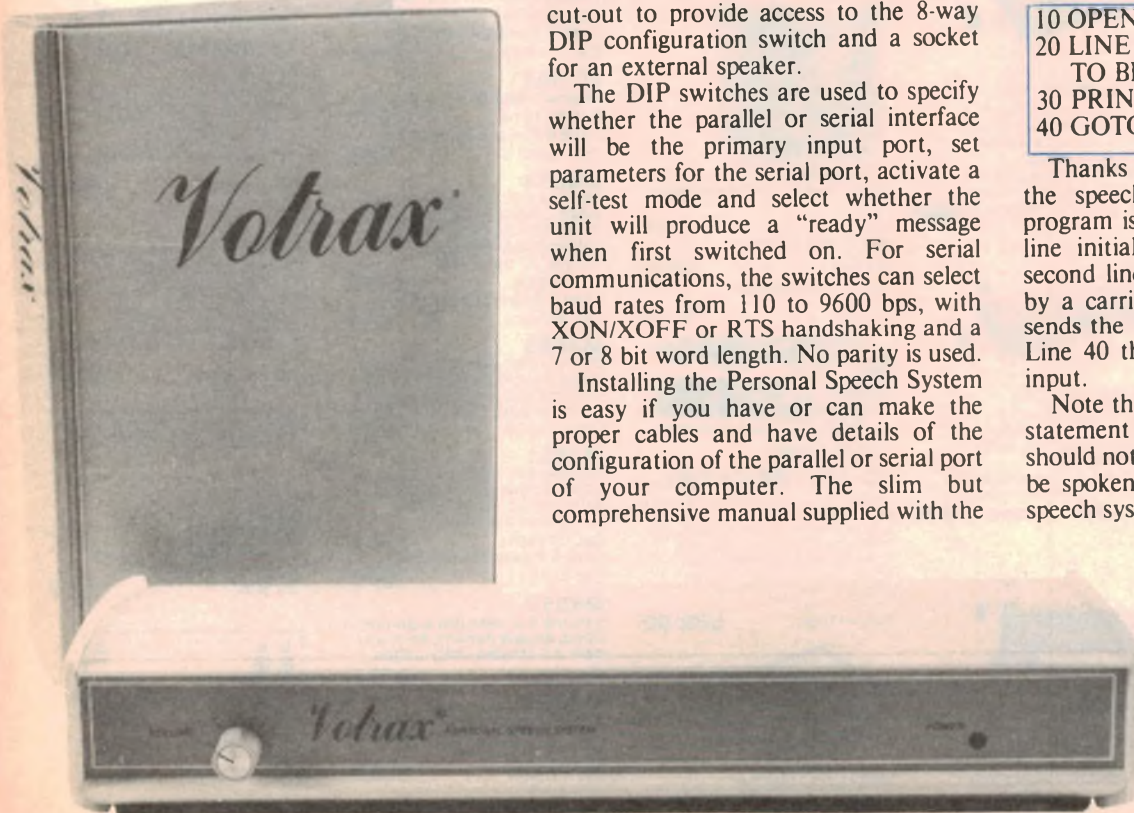 Votrax
Votrax
cut-out to provide access to the 8-way
DIP configuration switch and a socket
for an external speaker.
The DIP switches are used to specify
whether the parallel or serial interface
will be the primary input port, set
parameters for the serial port, activate a
self-test mode and select whether the
unit will produce a “ready” message
when first switched on. For serial
communications, the switches can select
baud rates from 110 to 9600 bps, with
XON/XOFF or RTS handshaking and a
7 or 8 bit word length. No parity is used.
Installing the Personal Speech System
is easy if you have or can make the
proper cables and have details of the
configuration of the parallel or serial port
of your computer. The slim but
comprehensive manual supplied with the
10 OPEN
20 LINE
TO
30 PRIN
40 GOTO
Thanks
the speech
program is
line initial
second line
by a carri
sends the
Line 40 th
input.
Note th
statement
should not
be spoken
speech sys
Votrax PERSONAL SPEECH SYSTEM
POWER